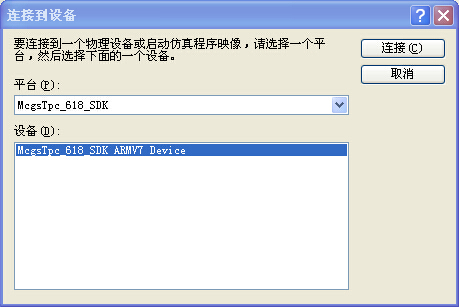 连接到设备
要连接到一个物理设备或启动仿真程序映像，请选择一个平
台，然后选择下面的一个设备。
连接(C)
取消
平台(P):
McgsTpc_618_SDK
设备(D):
McgsTpc_618_SDK ARMV7 Device